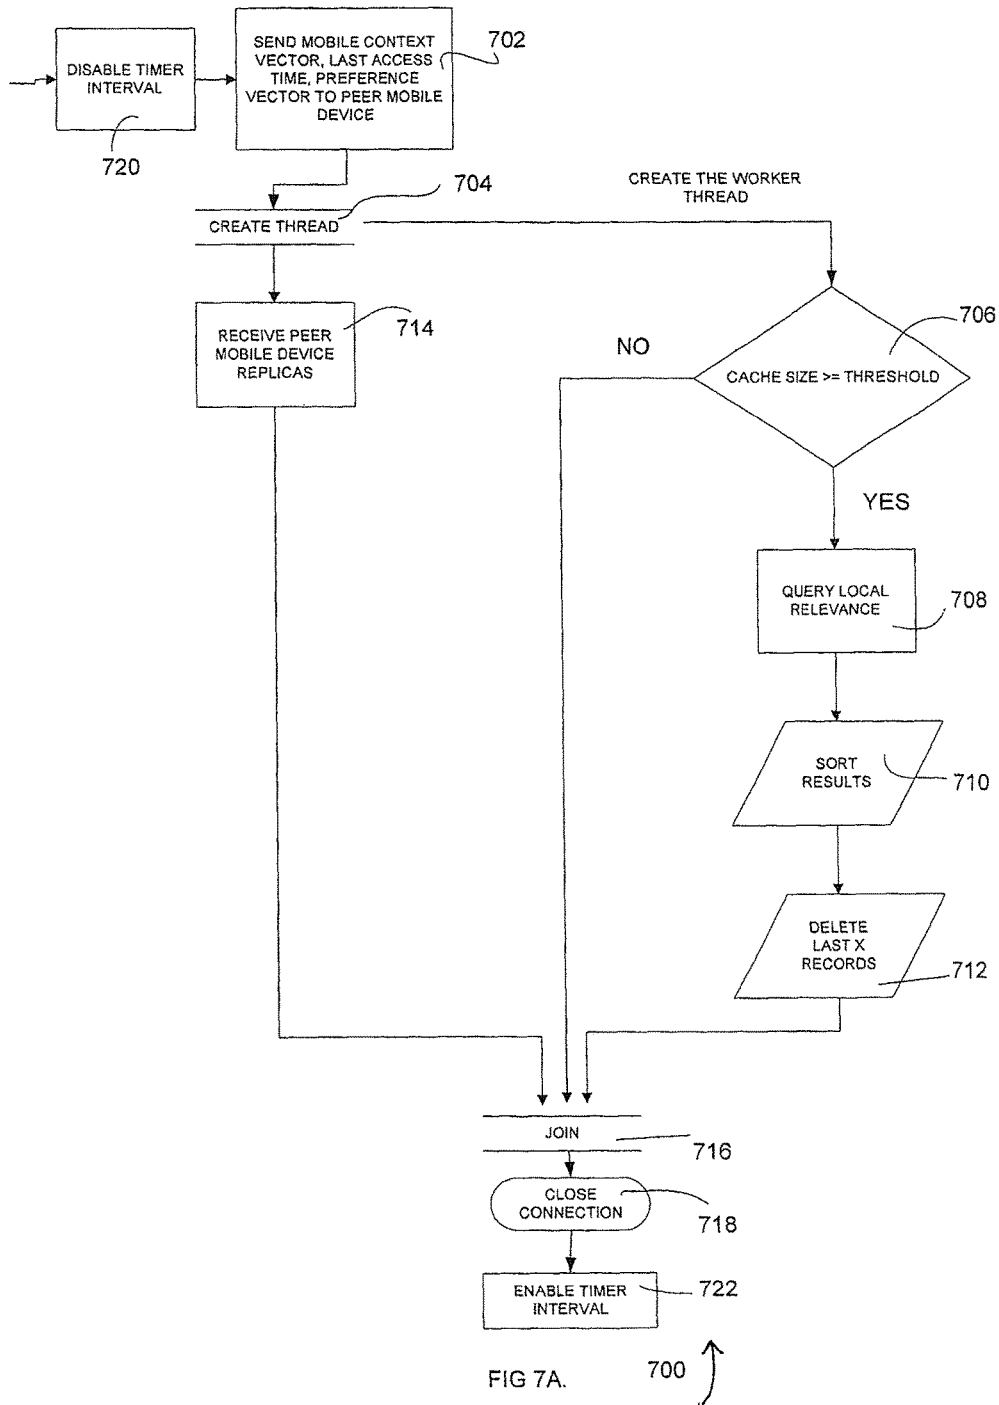 DISABLE TIMER
INTERVAL
720
SEND MOBILE CONTEXT
VECTOR, LAST ACCESS
TIME, PREFERENCE
VECTOR TO PEER MOBILE
DEVICE
702
CREATE THREAD
704
CREATE THE WORKER
THREAD
RECEIVE PEER
MOBILE DEVICE
REPLICAS
714
CACHE SIZE >= THRESHOLD
706
NO
YES
QUERY LOCAL
RELEVANCE
708
SORT
RESULTS
710
DELETE
LAST X
RECORDS
712
JOIN
716
CLOSE
CONNECTION
718
ENABLE TIMER
INTERVAL
722
FIG 7A.
700